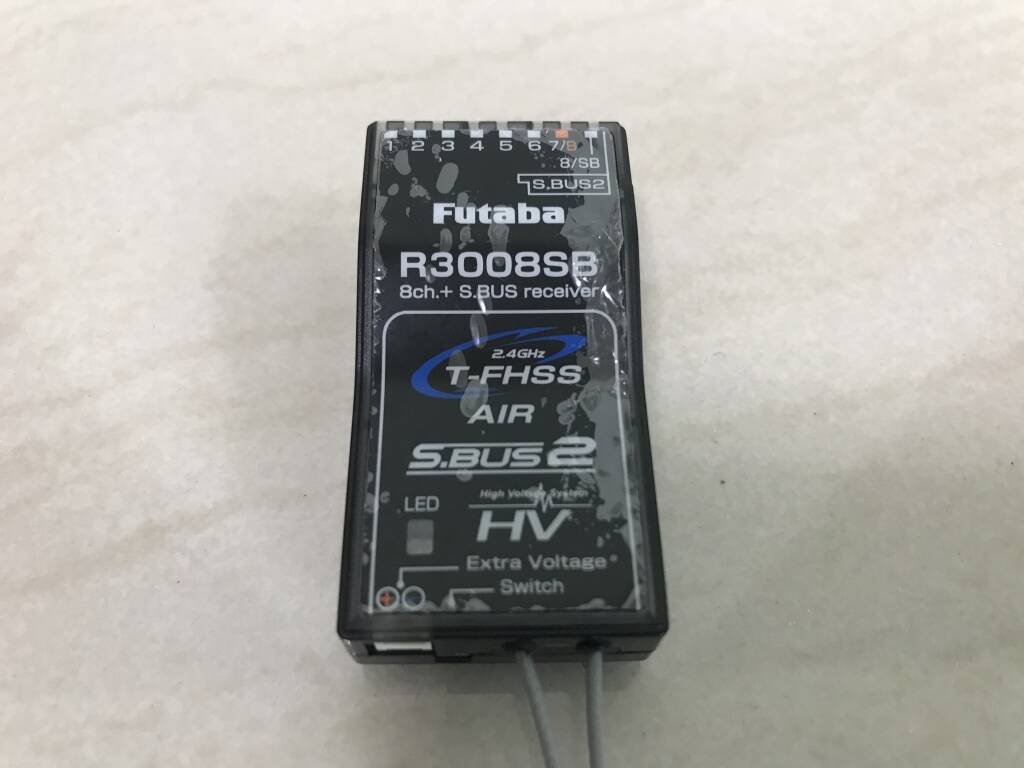 1 2 3 4 5 6 7/B
8/SB
S.BUS2
Futaba
R3008SB
8ch.+ S.BUS receiver
2.4GHz
T-FHSS
AIR
S.BUS2
High Voltage System
HV
LED
Extra Voltage
Switch